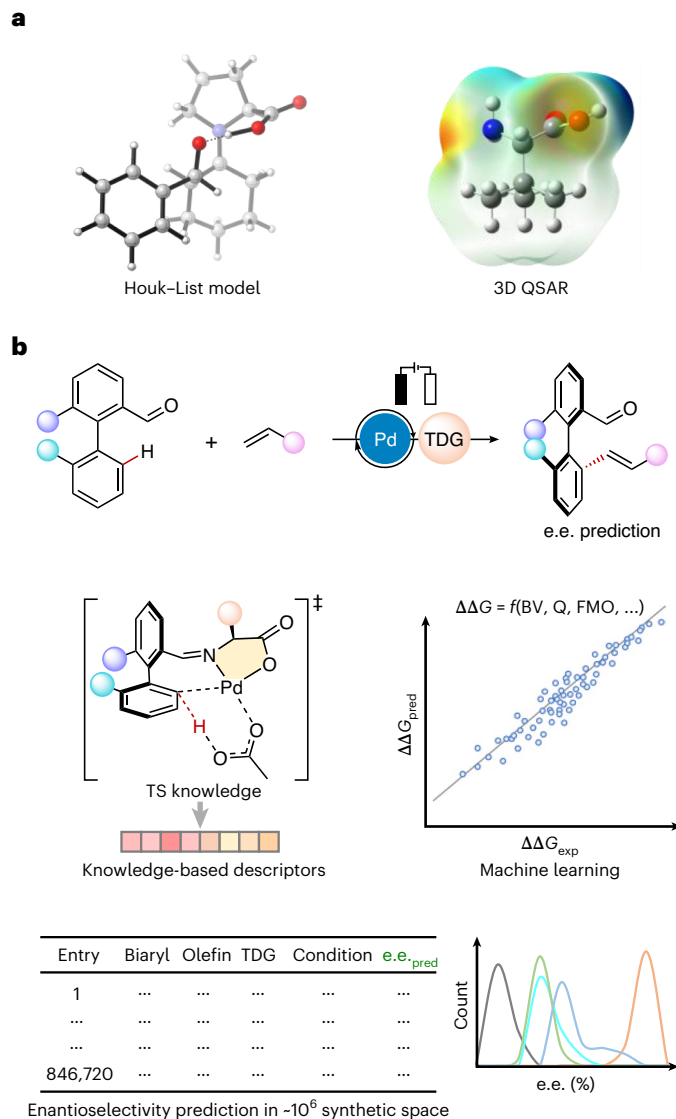 a
Houk–List model
3D QSAR
b
O
H
+
Pd
TDG
O
e.e. prediction
‡
N
O
O
Pd
H
O
O
TS knowledge
Knowledge-based descriptors
ΔΔG = f(BV, Q, FMO, ...)
ΔΔGpred
ΔΔGexp
Machine learning
Entry Biaryl Olefin TDG Condition e.e.pred
1 ... ... ... ... ...
... ... ... ... ... ...
... ... ... ... ... ...
846,720 ... ... ... ... ...
Count
e.e. (%)
Enantioselectivity prediction in ~10⁶ synthetic space